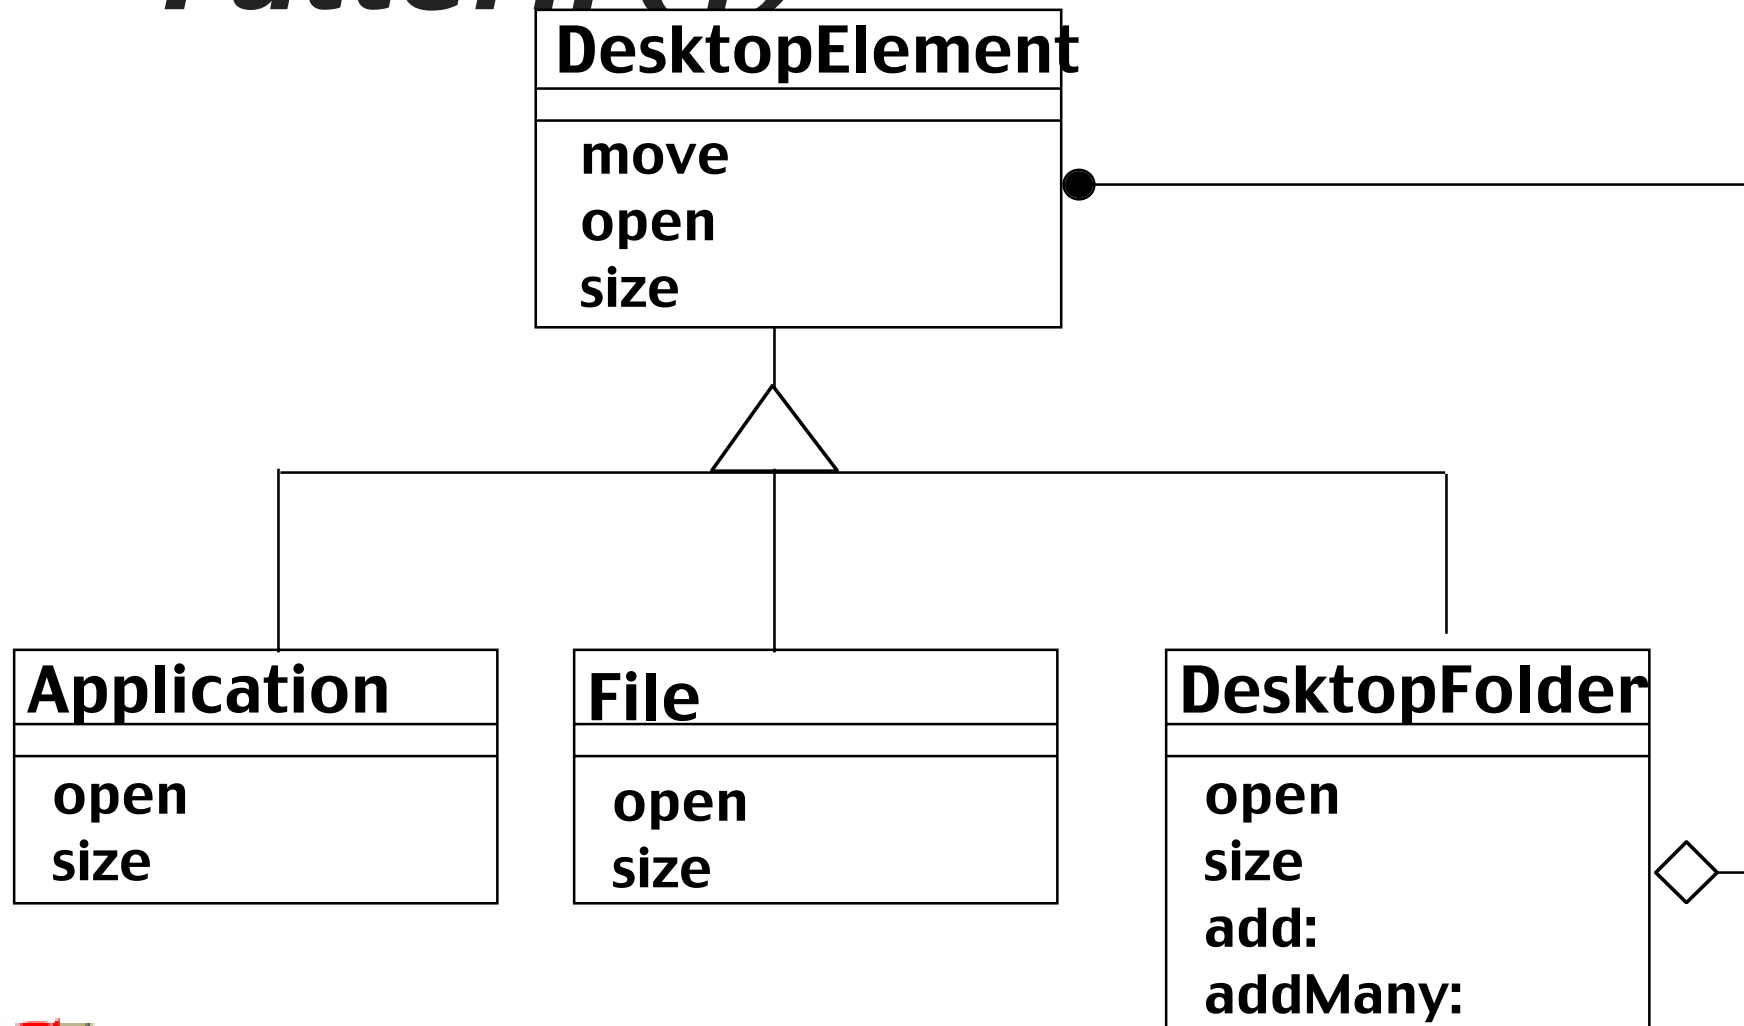 DesktopElement
move
open
size
Application
open
size
File
open
size
DesktopFolder
open
size
add:
addMany: